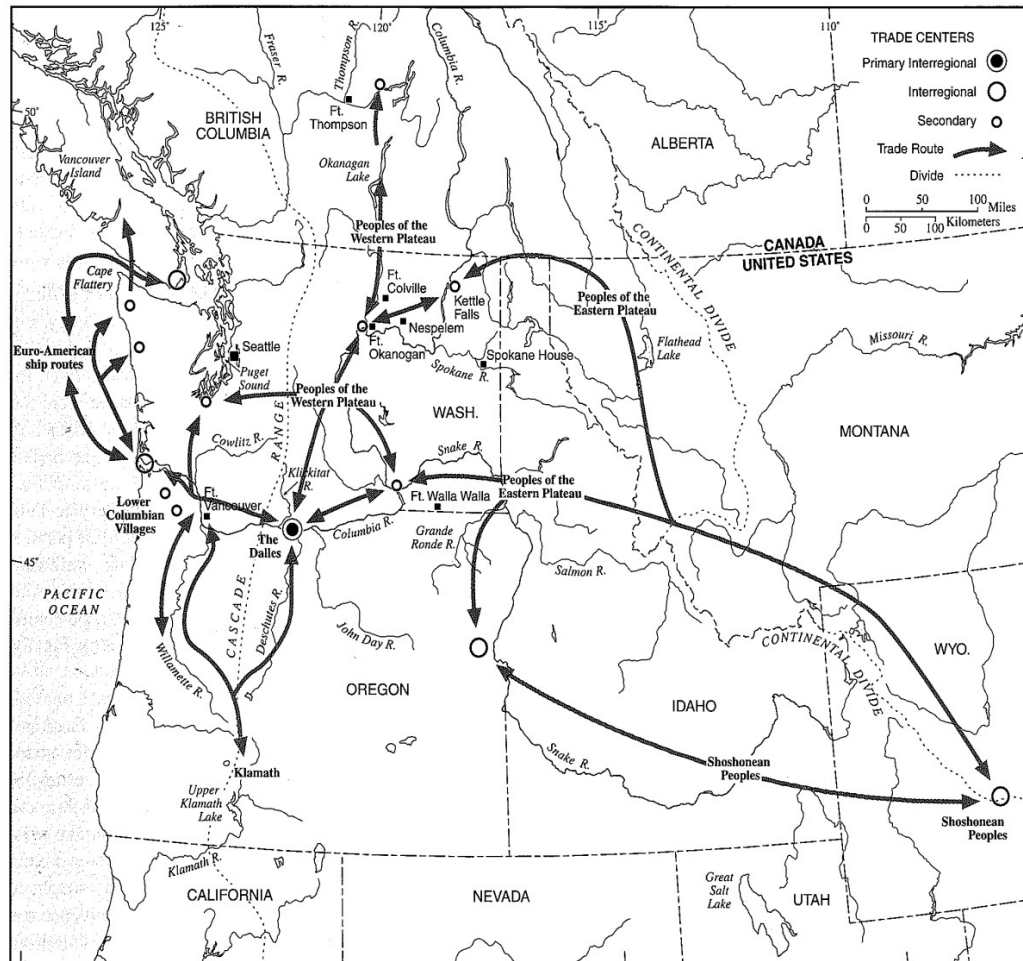 125°
120°
115°
110°
TRADE CENTERS
Primary Interregional
Interregional
Secondary
Trade Route
Divide
0 50 100 Miles
0 50 100
Kilometers
Fraser R.
Thompson R.
Columbia R.
Ft.
Thompson
50°
BRITISH
COLUMBIA
ALBERTA
Vancouver
Island
Okanagan
Lake
Peoples of the
Western Plateau
CONTINENTAL DIVIDE
CANADA
UNITED STATES
Cape
Flattery
Ft.
Colville
Kettle
Falls
Peoples of the
Eastern Plateau
Nespelem
Ft.
Okanogan
Flathead
Lake
Missouri R.
Euro-American
ship routes
Seattle
Puget
Sound
Spokane House
Spokane R.
Peoples of the
Western Plateau
WASH.
MONTANA
RANGE
Cowlitz R.
Snake R.
Klickitat
R.
Peoples of the
Eastern Plateau
Ft. Walla Walla
Lower
Columbian
Villages
Ft.
Vancouver
The
Dalles
Columbia R.
Grande
Ronde R.
Salmon R.
45°
PACIFIC
OCEAN
CASCADE
Deschutes R.
John Day R.
Willamette R.
CONTINENTAL DIVIDE
WYO.
OREGON
IDAHO
Klamath
Snake R.
Shoshonean
Peoples
Upper
Klamath
Lake
Shoshonean
Peoples
Klamath R.
CALIFORNIA
NEVADA
Great
Salt
Lake
UTAH